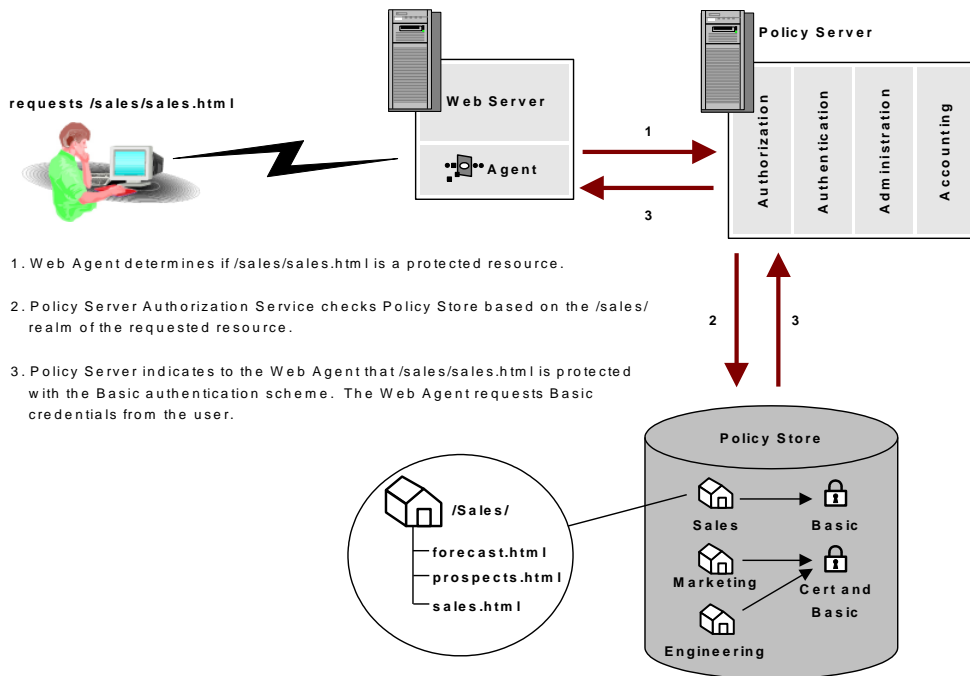 Policy Server
requests /sales/sales.html
Web Server
Agent
1
3
Authorization
Authentication
Administration
Accounting
1. Web Agent determines if /sales/sales.html is a protected resource.
2. Policy Server Authorization Service checks Policy Store based on the /sales/
realm of the requested resource.
3. Policy Server indicates to the Web Agent that /sales/sales.html is protected
with the Basic authentication scheme. The Web Agent requests Basic
credentials from the user.
2
3
Policy Store
Sales
Basic
Marketing
Cert and
Basic
Engineering
/Sales/
forecast.html
prospects.html
sales.html